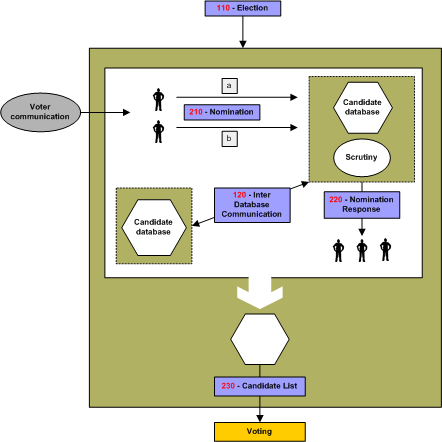 110 - Election
Voter
communication
a
210 - Nomination
b
Candidate
database
Scrutiny
120 - Inter
Database
Communication
220 - Nomination
Response
Candidate
database
230 - Candidate List
Voting